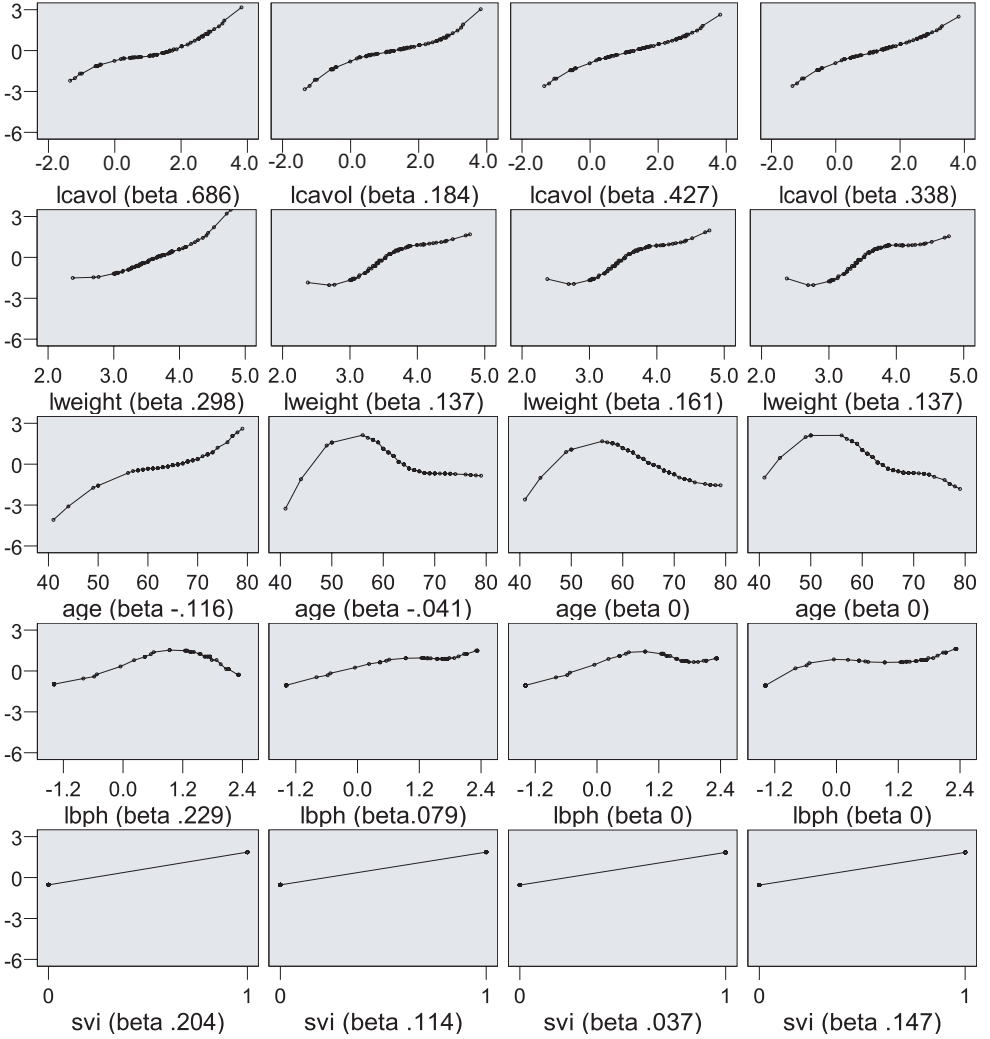 3
0
-3
-6
-2.0 0.0 2.0 4.0 -2.0 0.0 2.0 4.0 -2.0 0.0 2.0 4.0 -2.0 0.0 2.0 4.0
lcavol (beta .686) lcavol (beta .184) lcavol (beta .427) lcavol (beta .338)
3
0
-3
-6
2.0 3.0 4.0 5.0 2.0 3.0 4.0 5.0 2.0 3.0 4.0 5.0 2.0 3.0 4.0 5.0
lweight (beta .298) lweight (beta .137) lweight (beta .161) lweight (beta .137)
3
0
-3
-6
40 50 60 70 80 40 50 60 70 80 40 50 60 70 80 40 50 60 70 80
age (beta -.116) age (beta -.041) age (beta 0) age (beta 0)
3
0
-3
-6
-1.2 0.0 1.2 2.4 -1.2 0.0 1.2 2.4 -1.2 0.0 1.2 2.4 -1.2 0.0 1.2 2.4
lbph (beta .229) lbph (beta.079) lbph (beta 0) lbph (beta 0)
3
0
-3
-6
0 1 0 1 0 1 0 1
svi (beta .204) svi (beta .114) svi (beta .037) svi (beta .147)